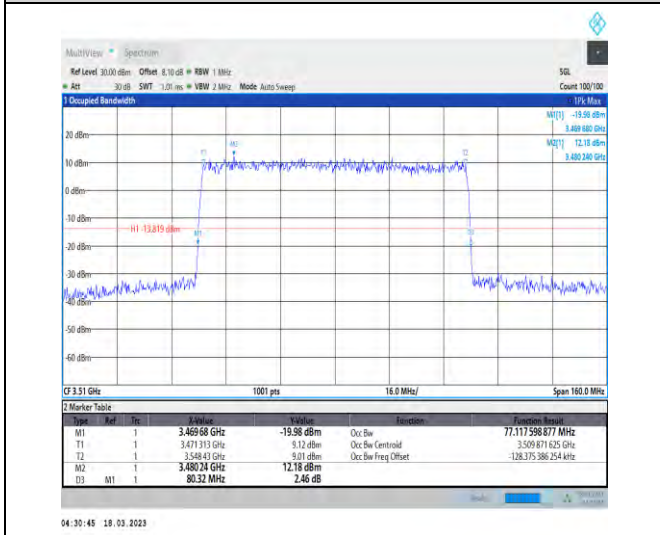 MultiView Spectrum
Ref Level 30.00 dBm Offset 8.10 dB RBW 1 MHz SGL
Att 30 dB SWT 1.01 ms VBW 2 MHz Mode Auto Sweep Count 100/100
1 Occupied Bandwidth 1Pk Max
M1[1] -19.98 dBm
3.469 680 GHz
M2[1] 12.18 dBm
3.480 240 GHz
20 dBm
M2
T1 T2
10 dBm
0 dBm
-10 dBm
H1 -13.819 dBm
M1 D3
-20 dBm
-30 dBm
-40 dBm
-50 dBm
-60 dBm
CF 3.51 GHz 1001 pts 16.0 MHz/ Span 160.0 MHz
2 Marker Table
Type Ref Trc X-Value Y-Value Function Function Result
M1 1 3.469 68 GHz -19.98 dBm Occ Bw 77.117 598 877 MHz
T1 1 3.471 313 GHz 9.12 dBm Occ Bw Centroid 3.509 871 625 GHz
T2 1 3.548 43 GHz 9.01 dBm Occ Bw Freq Offset -128.375 386 254 kHz
M2 1 3.480 24 GHz 12.18 dBm
D3 M1 1 80.32 MHz 2.46 dB
04:30:45 18.03.2023